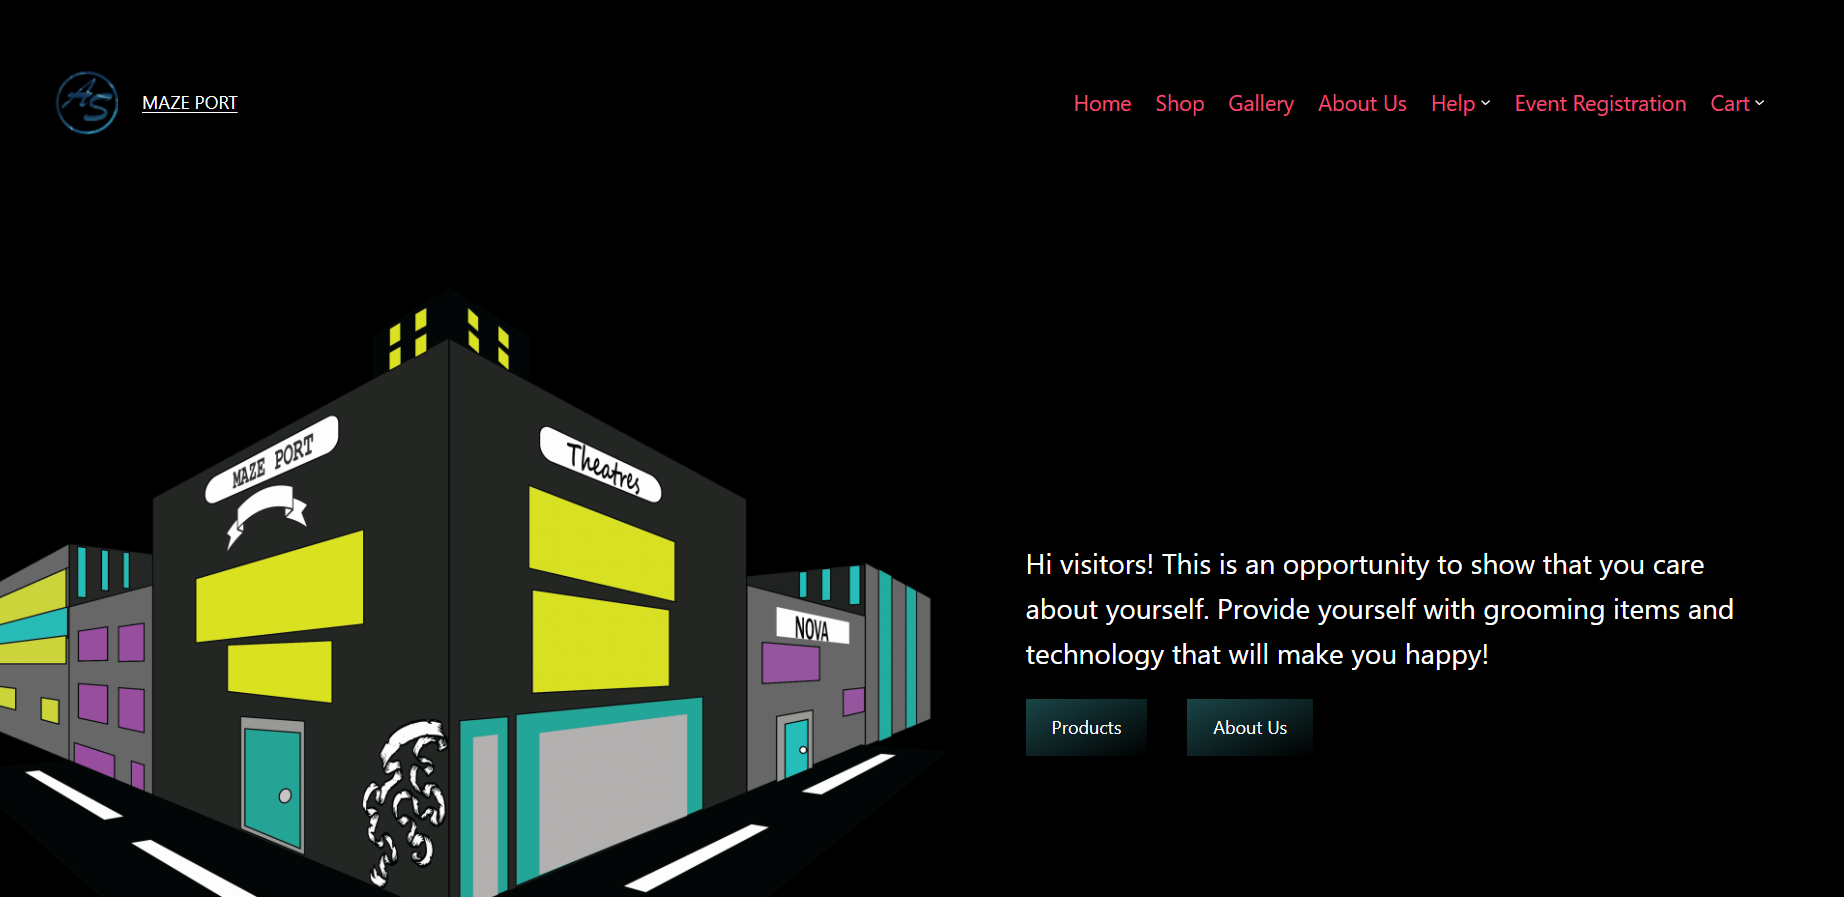 AS
MAZE PORT
Home Shop Gallery About Us Help Event Registration Cart
MAZE PORT
Theatres
NOVA
Hi visitors! This is an opportunity to show that you care
about yourself. Provide yourself with grooming items and
technology that will make you happy!
Products About Us